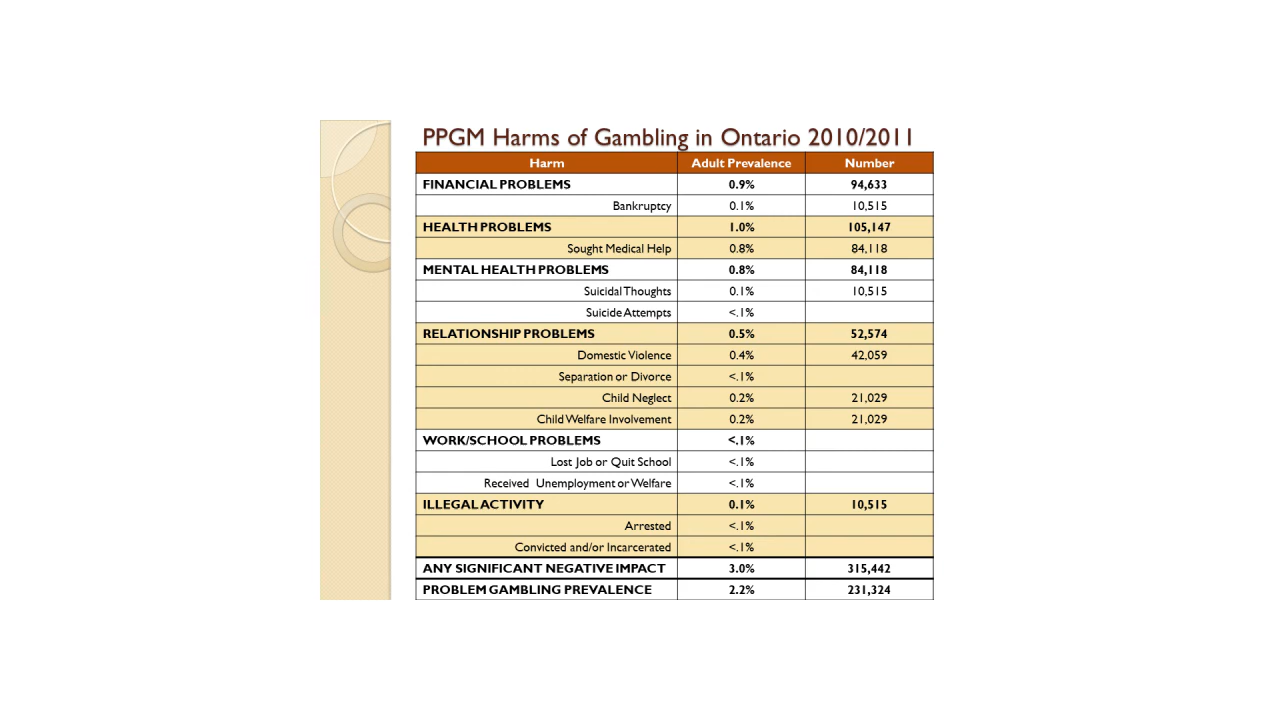 PPGM Harms of Gambling in Ontario 2010/2011
Harm Adult Prevalence Number
FINANCIAL PROBLEMS 0.9% 94,633
Bankruptcy 0.1% 10,515
HEALTH PROBLEMS 1.0% 105,147
Sought Medical Help 0.8% 84,118
MENTAL HEALTH PROBLEMS 0.8% 84,118
Suicidal Thoughts 0.1% 10,515
Suicide Attempts <.1%
RELATIONSHIP PROBLEMS 0.5% 52,574
Domestic Violence 0.4% 42,059
Separation or Divorce <.1%
Child Neglect 0.2% 21,029
Child Welfare Involvement 0.2% 21,029
WORK/SCHOOL PROBLEMS <.1%
Lost Job or Quit School <.1%
Received Unemployment or Welfare <.1%
ILLEGAL ACTIVITY 0.1% 10,515
Arrested <.1%
Convicted and/or Incarcerated <.1%
ANY SIGNIFICANT NEGATIVE IMPACT 3.0% 315,442
PROBLEM GAMBLING PREVALENCE 2.2% 231,324